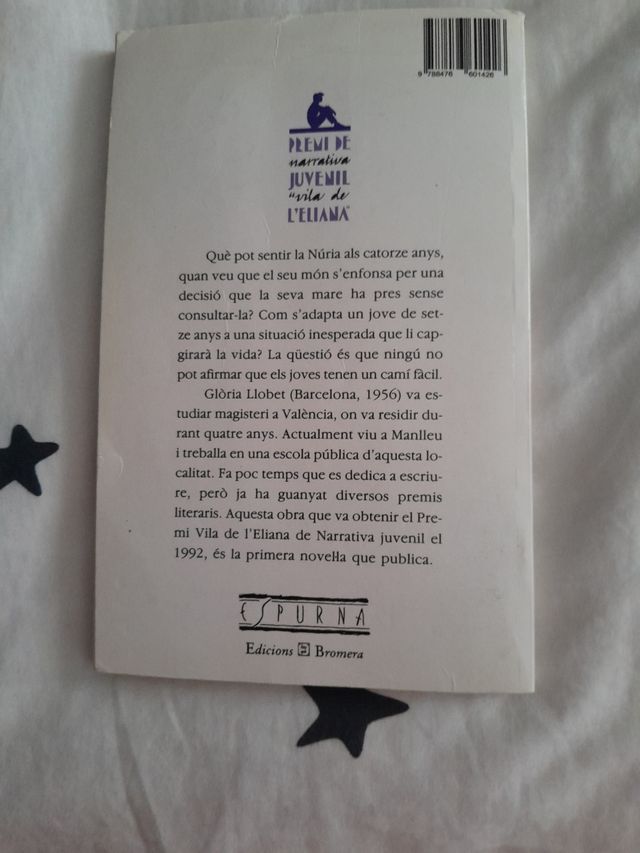 9 788476 601426
PREMI DE
narrativa
JUVENIL
"vila de
L'ELIANA"
Què pot sentir la Núria als catorze anys,
quan veu que el seu món s'enfonsa per una
decisió que la seva mare ha pres sense
consultar-la? Com s'adapta un jove de set-
ze anys a una situació inesperada que li cap-
girarà la vida? La qüestió és que ningú no
pot afirmar que els joves tenen un camí fàcil.
Glòria Llobet (Barcelona, 1956) va es-
tudiar magisteri a València, on va residir du-
rant quatre anys. Actualment viu a Manlleu
i treballa en una escola pública d'aquesta lo-
calitat. Fa poc temps que es dedica a escriu-
re, però ja ha guanyat diversos premis
literaris. Aquesta obra que va obtenir el Pre-
mi Vila de l'Eliana de Narrativa juvenil el
1992, és la primera novel·la que publica.
ESPURNA
Edicions Bromera